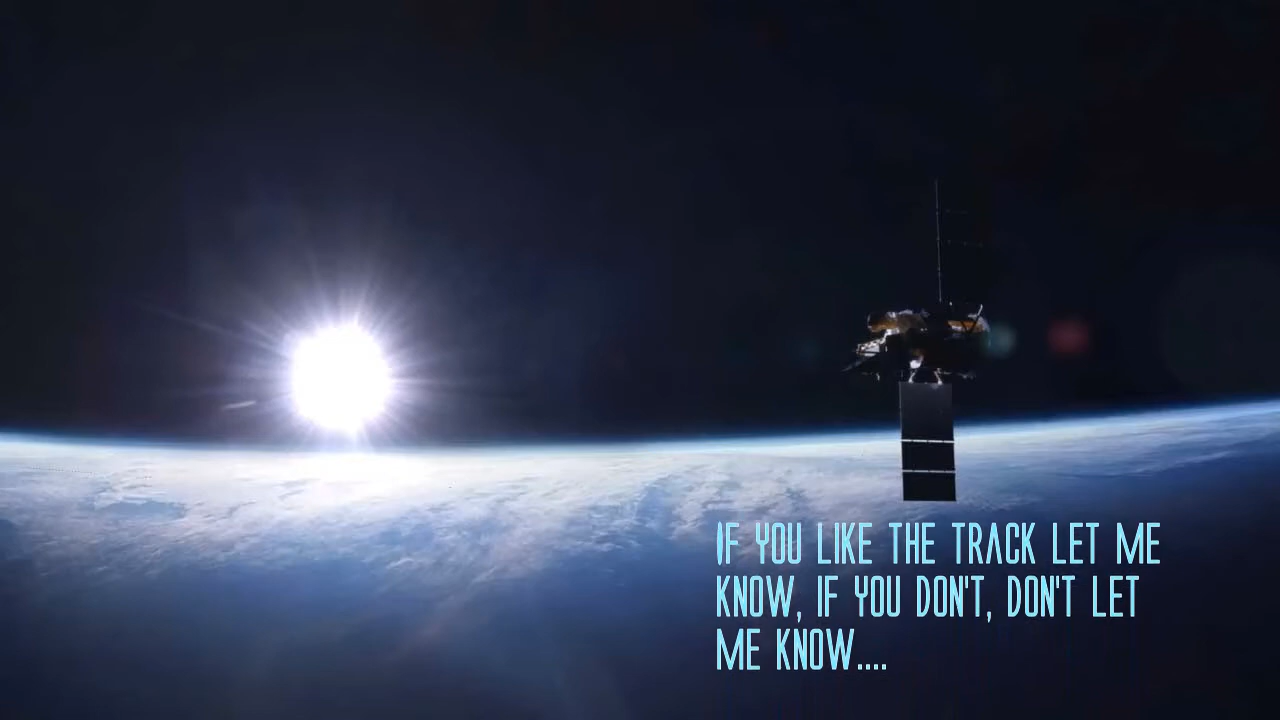 IF YOU LIKE THE TRACK LET ME
KNOW, IF YOU DON'T, DON'T LET
ME KNOW....